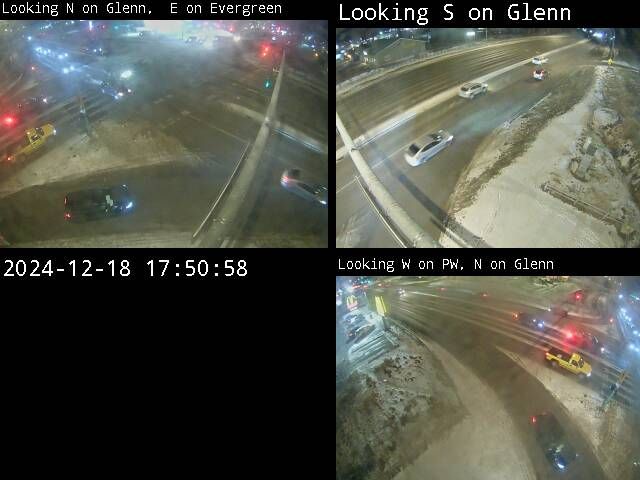 Looking N on Glenn,  E on Evergreen
Looking S on Glenn
2024-12-18 17:50:58
Looking W on PW, N on Glenn